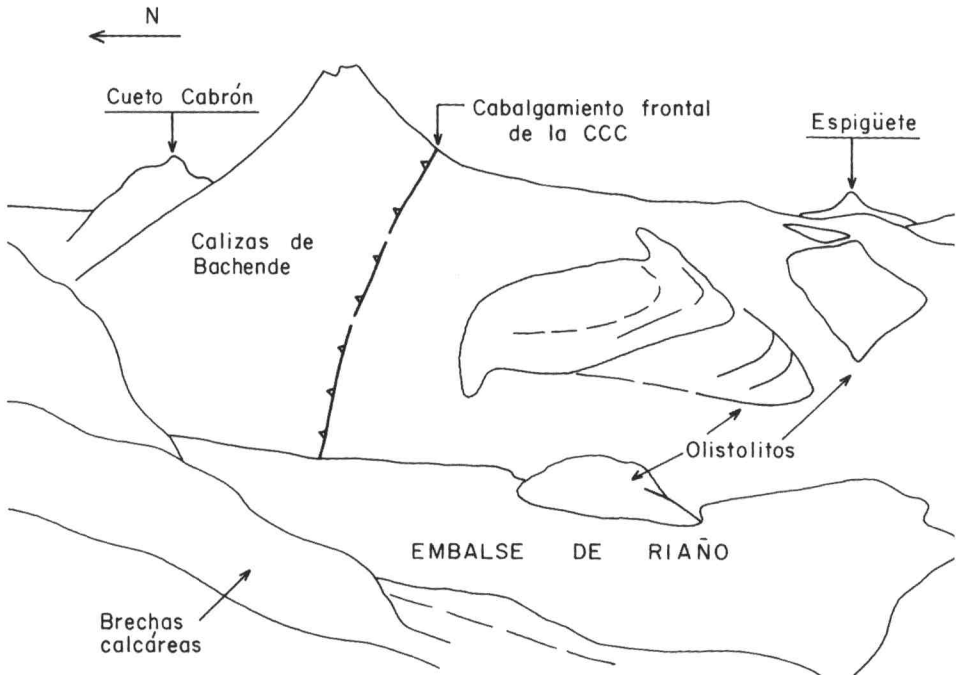 N
Cueto Cabrón
Cabalgamiento frontal
de la CCC
Espigüete
Calizas de
Bachende
Olistolitos
EMBALSE DE RIAÑO
Brechas
calcáreas